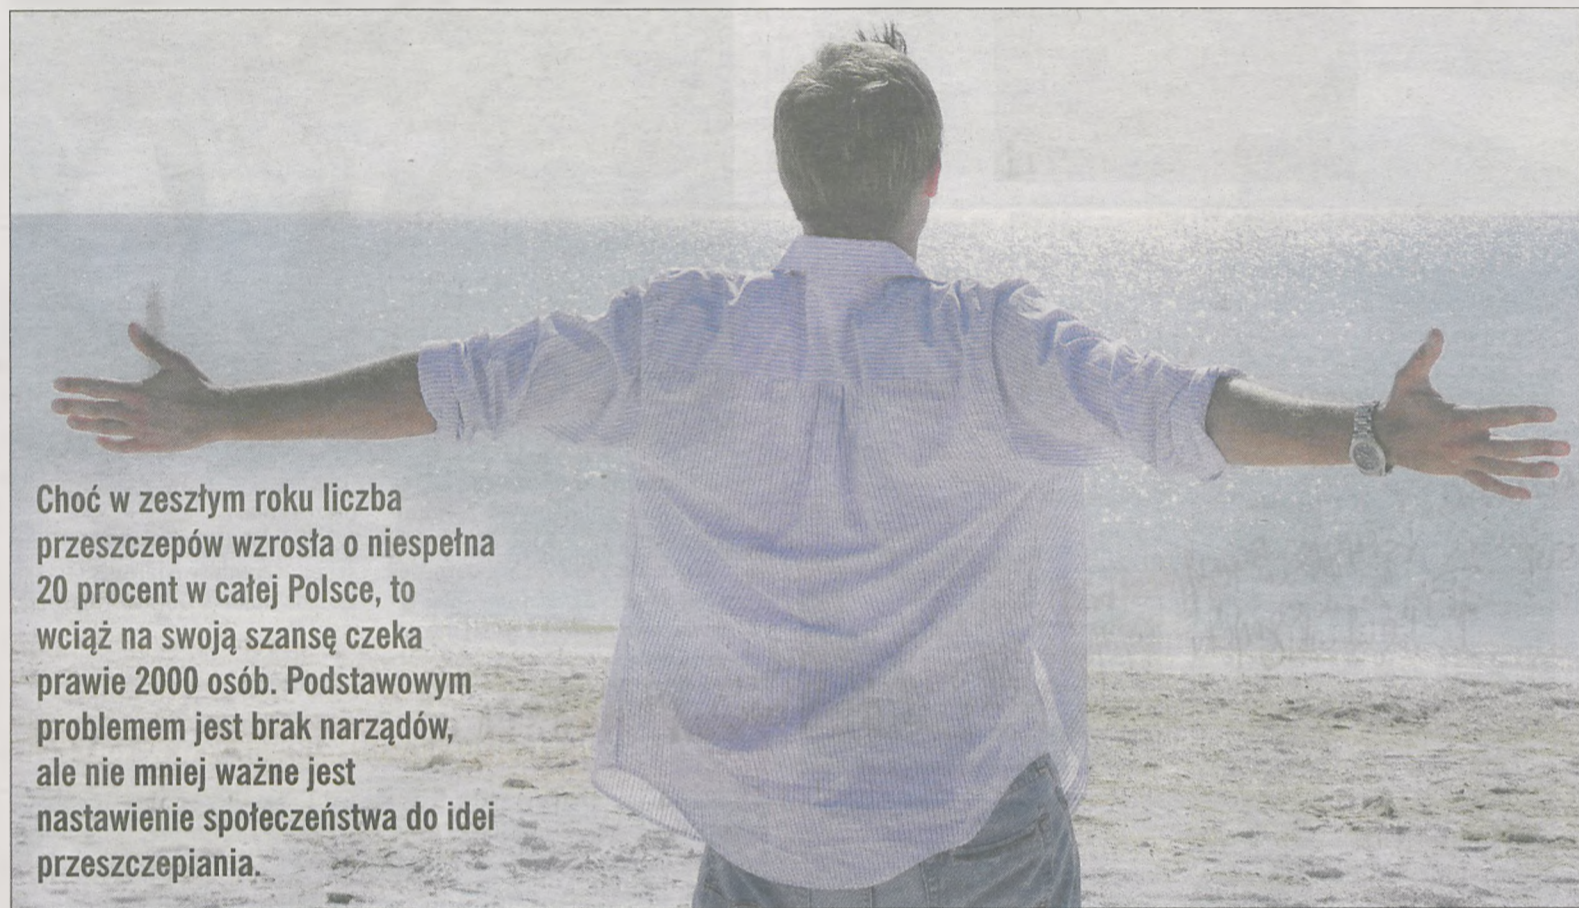 Choć w zeszłym roku liczba
przeszczepów wzrosła o niespełna
20 procent w całej Polsce, to
wciąż na swoją szansę czeka
prawie 2000 osób. Podstawowym
problemem jest brak narządów,
ale nie mniej ważne jest
nastawienie społeczeństwa do idei
przeszczepiania.